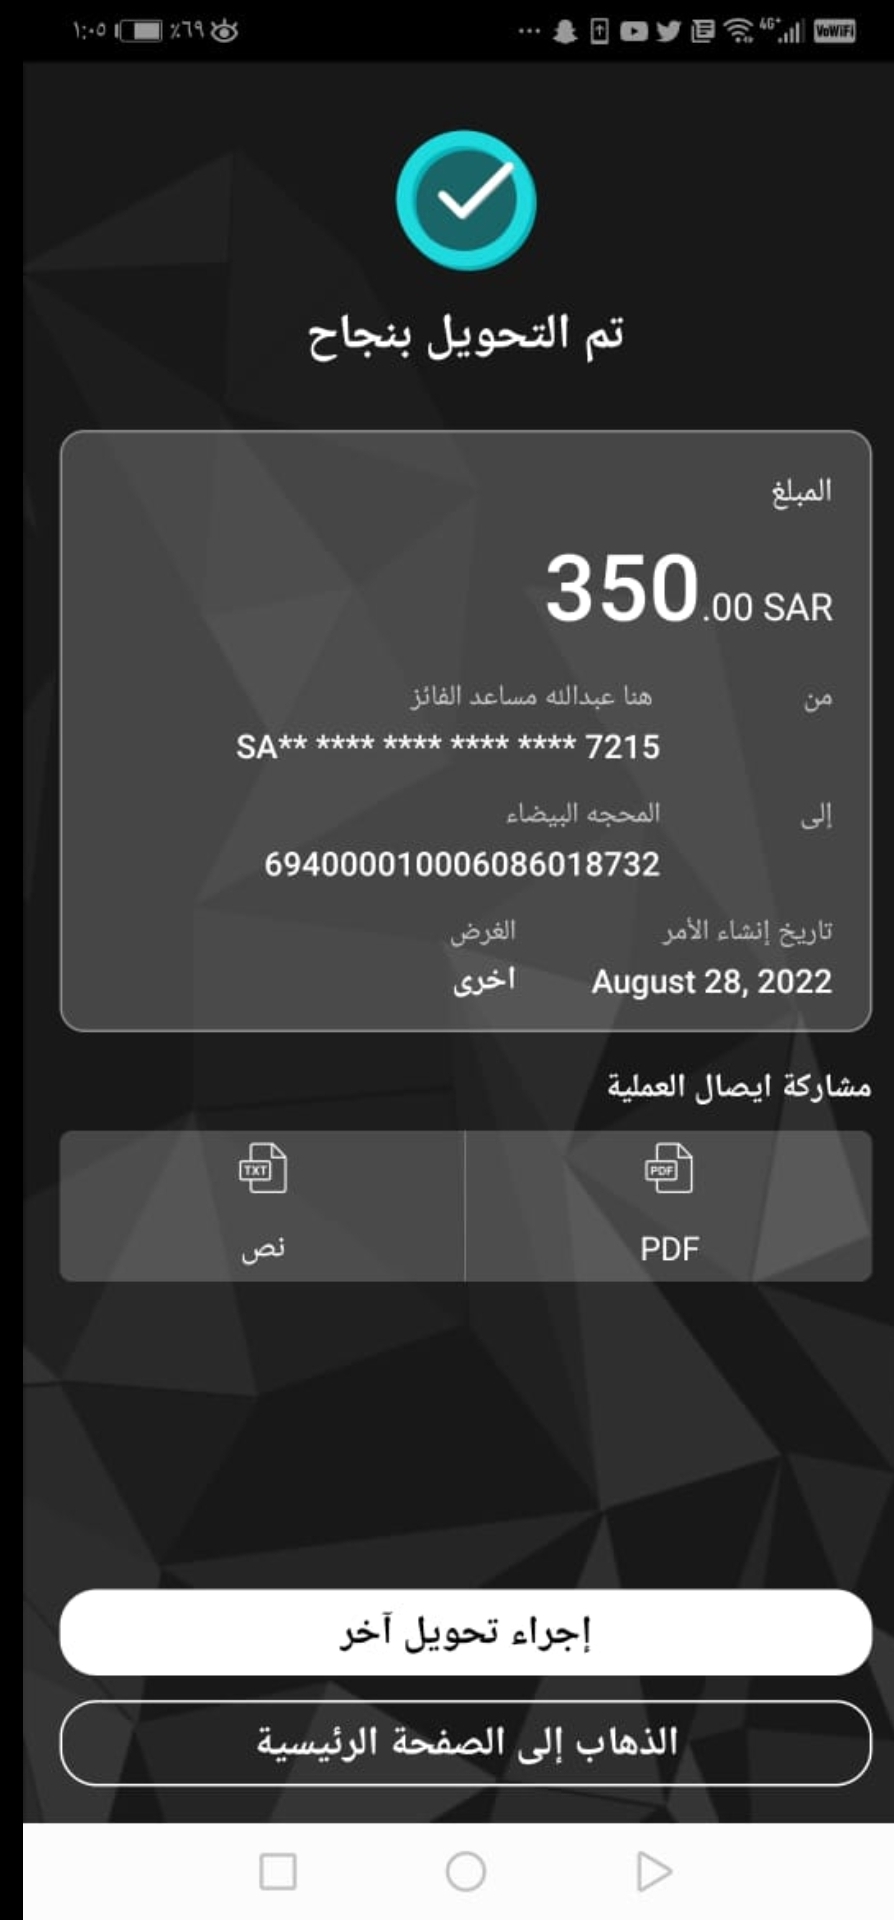 ١:٠٥ ٪٦٩ 4G+ VoWiFi
تم التحويل بنجاح
المبلغ
350.00 SAR
من هنا عبدالله مساعد الفائز
SA** **** **** **** **** 7215
إلى المحجه البيضاء
694000010006086018732
تاريخ إنشاء الأمر الغرض
August 28, 2022 اخرى
مشاركة ايصال العملية
PDF TXT
PDF نص
إجراء تحويل آخر
الذهاب إلى الصفحة الرئيسية